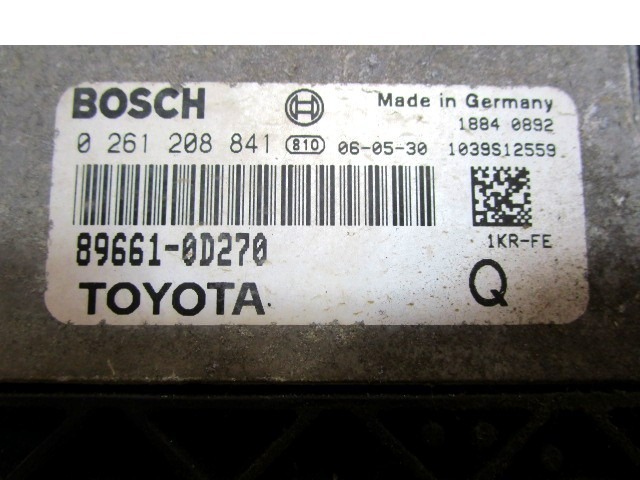 BOSCH Made in Germany
1884 0892
0 261 208 841 810 06-05-30 1039S12559
89661-0D270 1KR-FE
TOYOTA Q